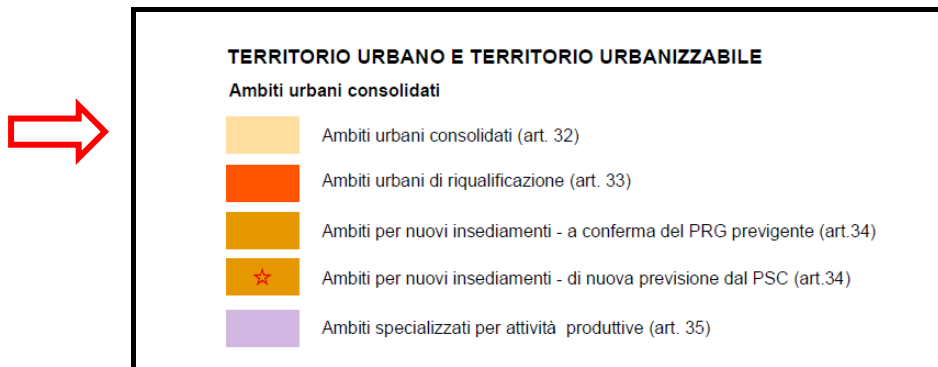 TERRITORIO URBANO E TERRITORIO URBANIZZABILE
Ambiti urbani consolidati
Ambiti urbani consolidati (art. 32)
Ambiti urbani di riqualificazione (art. 33)
Ambiti per nuovi insediamenti - a conferma del PRG previgente (art.34)
Ambiti per nuovi insediamenti - di nuova previsione dal PSC (art.34)
Ambiti specializzati per attività produttive (art. 35)